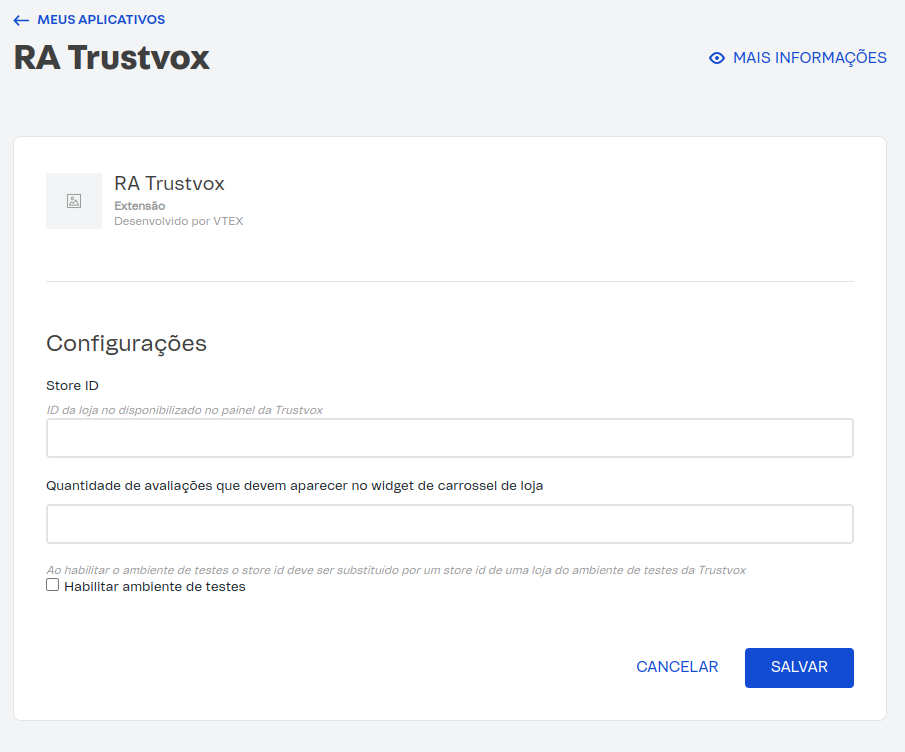 MEUS APLICATIVOS
RA Trustvox
MAIS INFORMAÇÕES
RA Trustvox
Extensão
Desenvolvido por VTEX
Configurações
Store ID
ID da loja no disponibilizado no painel da Trustvox
Quantidade de avaliações que devem aparecer no widget de carrossel de loja
Ao habilitar o ambiente de testes o store id deve ser substituído por um store id de uma loja do ambiente de testes da Trustvox
Habilitar ambiente de testes
CANCELAR
SALVAR